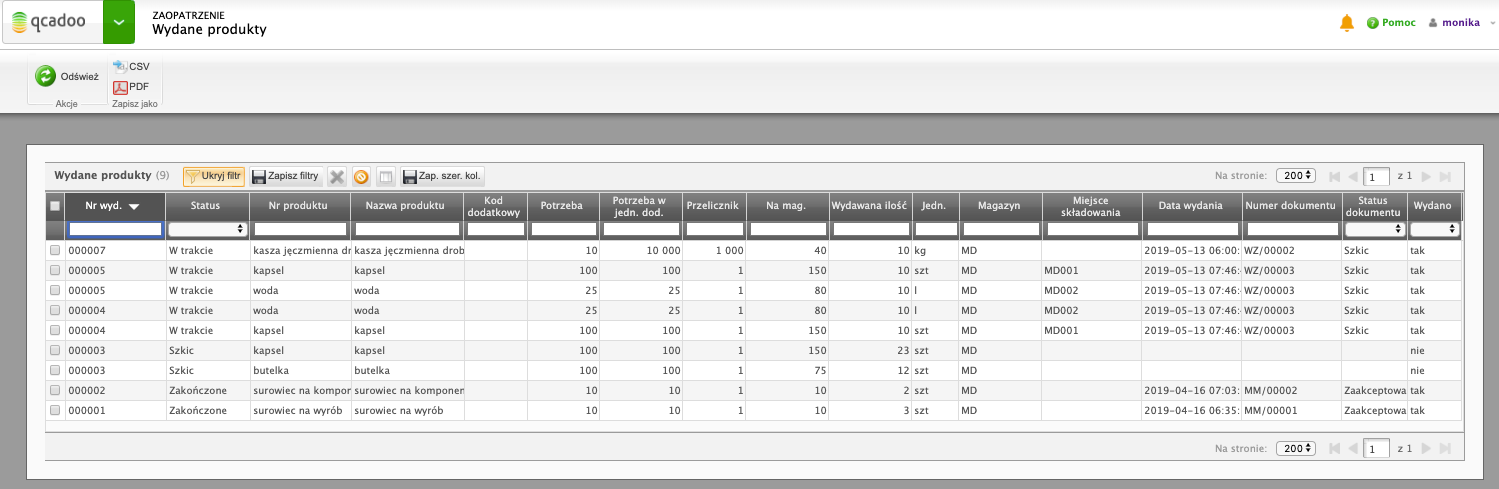 qcadoo
ZAOPATRZENIE
Wydane produkty
Pomoc
monika
Odśwież
CSV
PDF
Akcje
Zapisz jako
Wydane produkty (9) Ukryj filtr Zapisz filtry Zap. szer. kol. Na stronie: 200 1 z 1
Nr wyd. Status Nr produktu Nazwa produktu Kod dodatkowy Potrzeba Potrzeba w jedn. dod. Przelicznik Na mag. Wydawana ilość Jedn. Magazyn Miejsce składowania Data wydania Numer dokumentu Status dokumentu Wydano
000007 W trakcie kasza jęczmienna dr kasza jęczmienna drob 10 10 000 1 000 40 10 kg MD 2019-05-13 06:00: WZ/00002 Szkic tak
000005 W trakcie kapsel kapsel 100 100 1 150 10 szt MD MD001 2019-05-13 07:46: WZ/00003 Szkic tak
000005 W trakcie woda woda 25 25 1 80 10 l MD MD002 2019-05-13 07:46: WZ/00003 Szkic tak
000004 W trakcie woda woda 25 25 1 80 10 l MD MD002 2019-05-13 07:46: WZ/00003 Szkic tak
000004 W trakcie kapsel kapsel 100 100 1 150 10 szt MD MD001 2019-05-13 07:46: WZ/00003 Szkic tak
000003 Szkic kapsel kapsel 100 100 1 150 23 szt MD nie
000003 Szkic butelka butelka 100 100 1 75 12 szt MD nie
000002 Zakończone surowiec na kompor surowiec na komponen 10 10 1 10 2 szt MD 2019-04-16 07:03: MM/00002 Zaakceptowa tak
000001 Zakończone surowiec na wyrób surowiec na wyrób 10 10 1 10 3 szt MD 2019-04-16 06:35: MM/00001 Zaakceptowa tak
Na stronie: 200 1 z 1